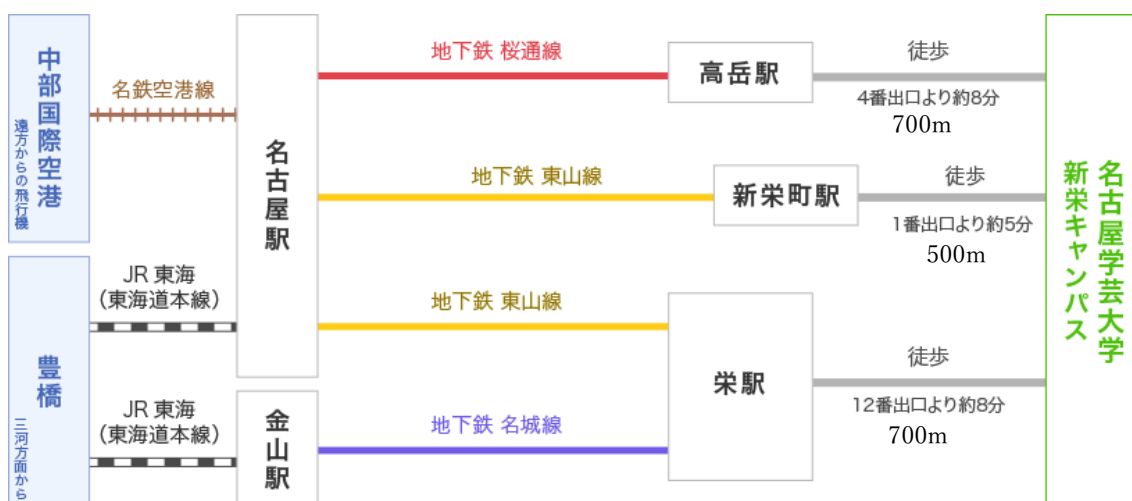 中部国際空港
遠方からの飛行機
名鉄空港線
名古屋駅
地下鉄 桜通線
高岳駅
徒歩
4番出口より約8分
700m
地下鉄 東山線
新栄町駅
徒歩
1番出口より約5分
500m
名古屋学芸大学
新栄キャンパス
豊橋
三河方面から
JR 東海
（東海道本線）
地下鉄 東山線
栄駅
徒歩
12番出口より約8分
700m
JR 東海
（東海道本線）
金山駅
地下鉄 名城線